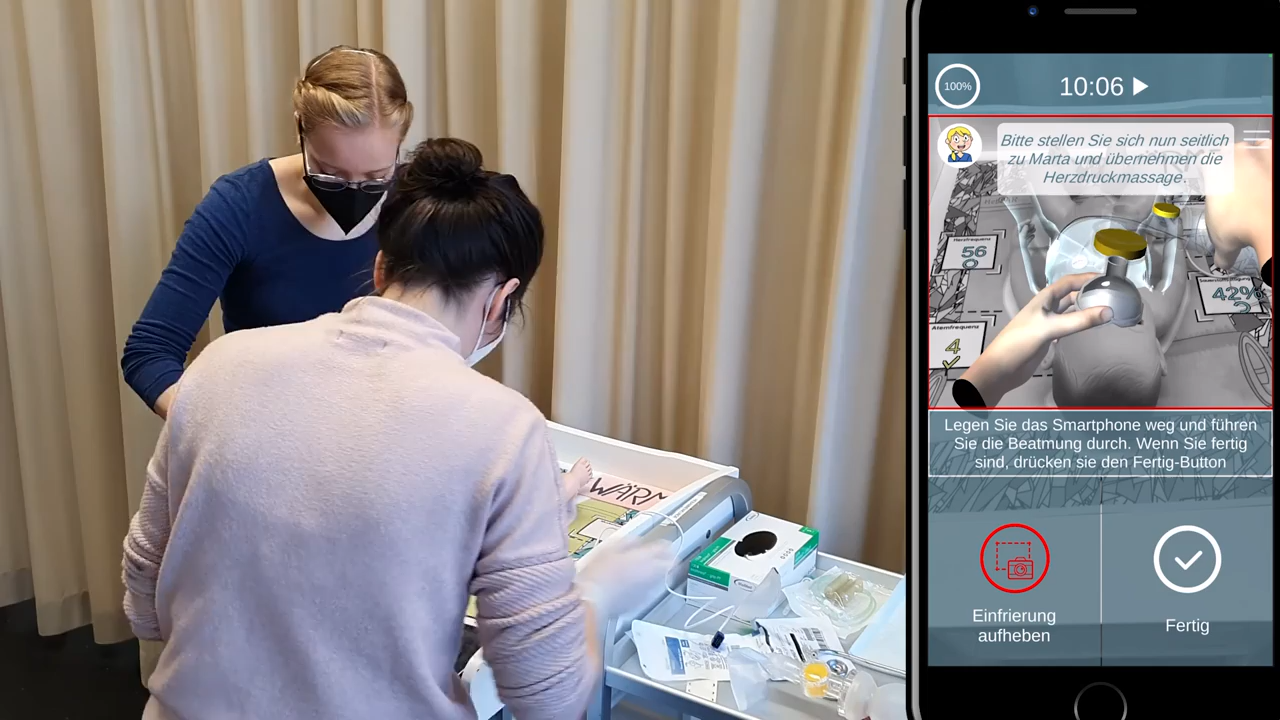 100%
10:06
Bitte stellen Sie sich nun seitlich
zu Marta und übernehmen die
Herzdruckmassage.
Herzfrequenz
56
42%
Atemfrequenz
4
Legen Sie das Smartphone weg und führen
Sie die Beatmung durch. Wenn Sie fertig
sind, drücken sie den Fertig-Button
Einfrierung
aufheben
Fertig
WÄRM